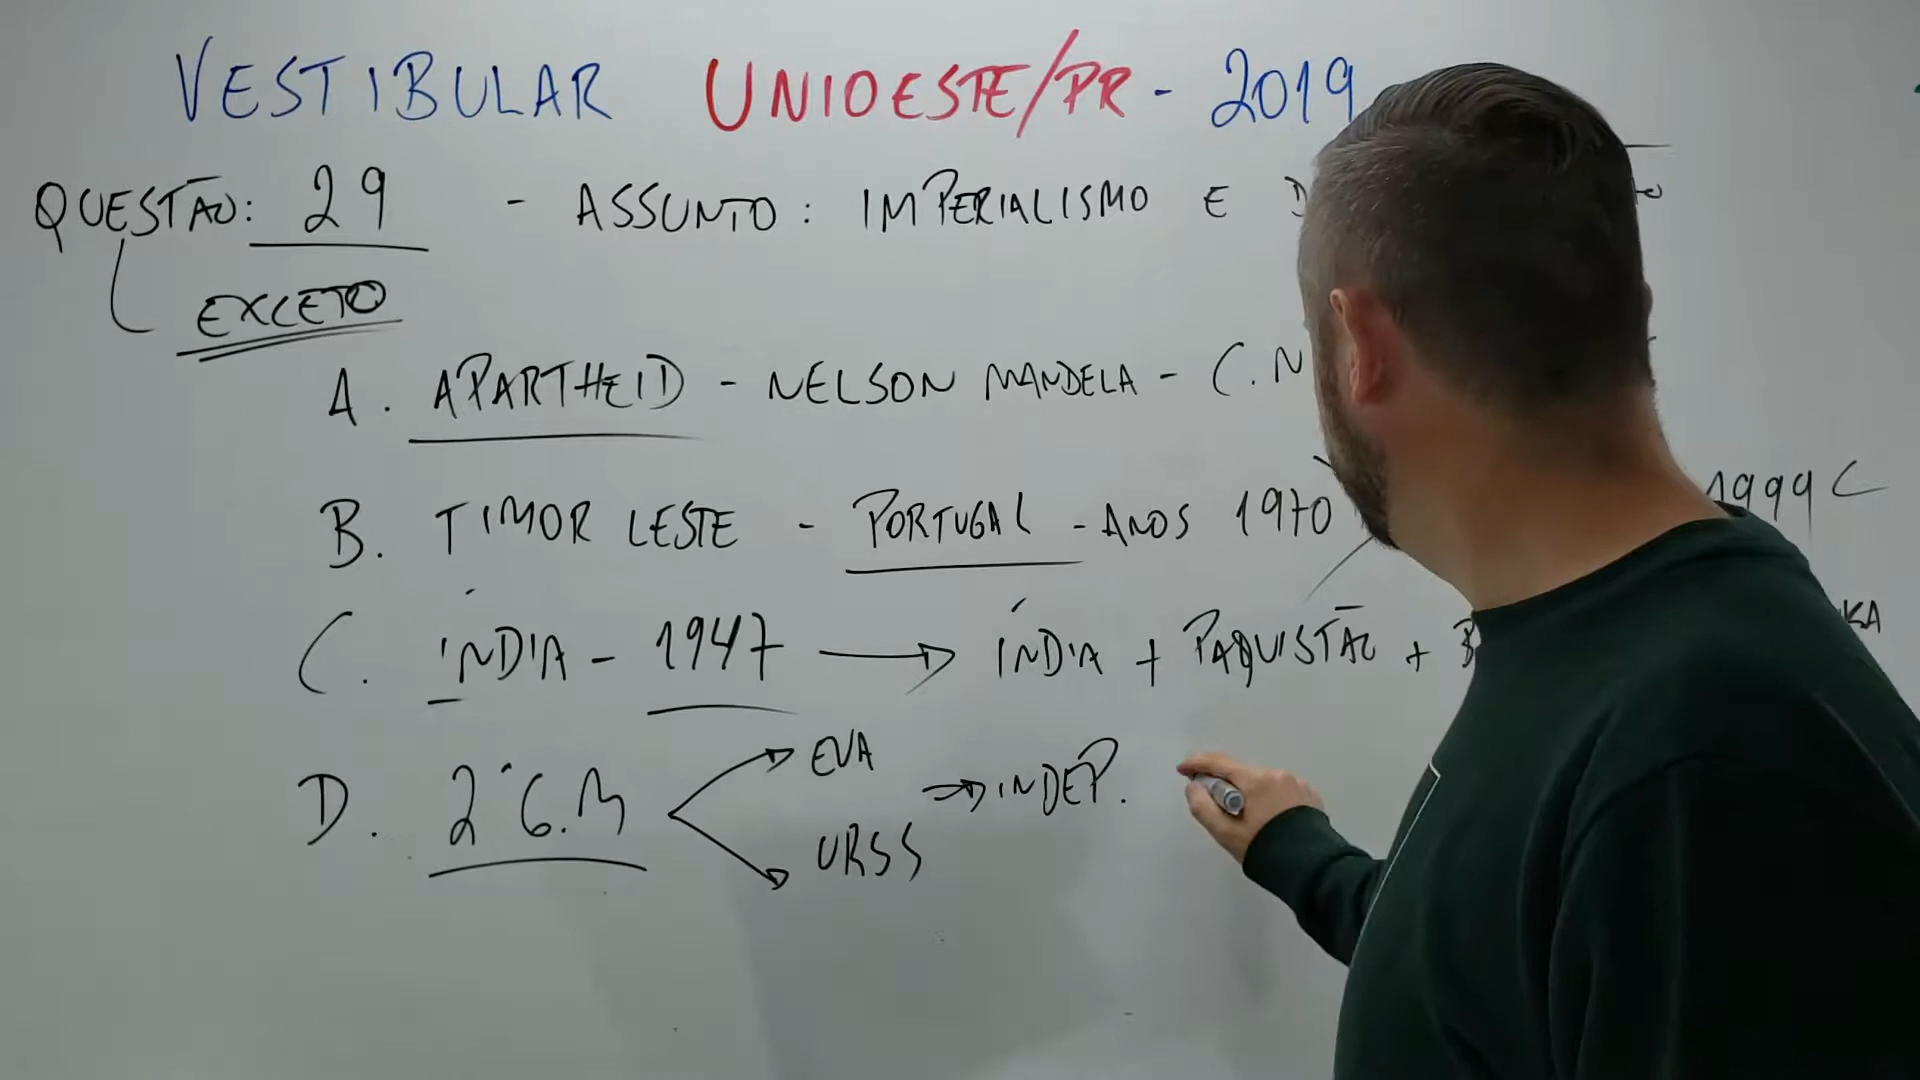 VESTIBULAR UNIOESTE/PR - 2019
QUESTÃO: 29 - ASSUNTO: IMPERIALISMO E
EXCETO
A. APARTHEID - NELSON MANDELA - C. N
B. TIMOR LESTE - PORTUGAL - ANOS 1970 1999
C. ÍNDIA - 1947 → ÍNDIA + PAQUISTÃO + B
D. 2ª G.M
EUA
URSS
⇒ INDEP.